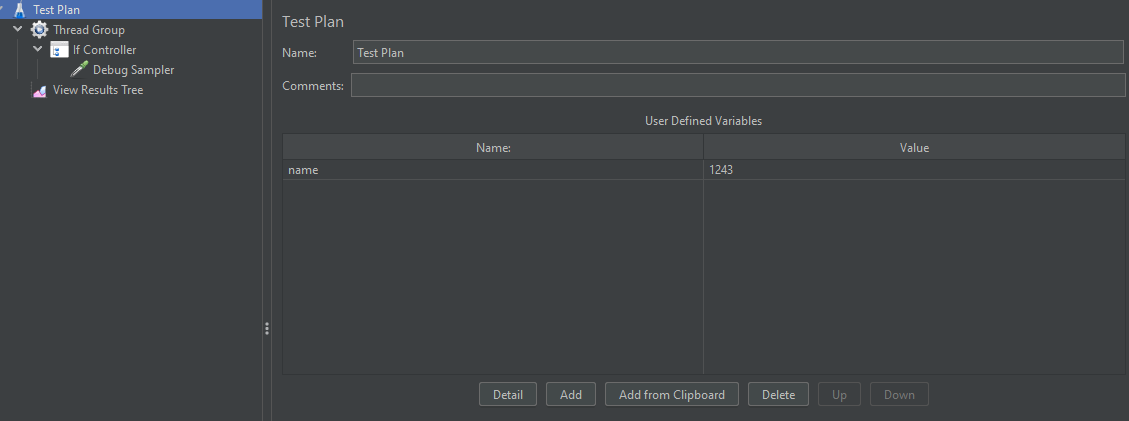 Test Plan
Thread Group
If Controller
Debug Sampler
View Results Tree
Test Plan
Name: Test Plan
Comments:
User Defined Variables
Name: Value
name 1243
Detail Add Add from Clipboard Delete Up Down